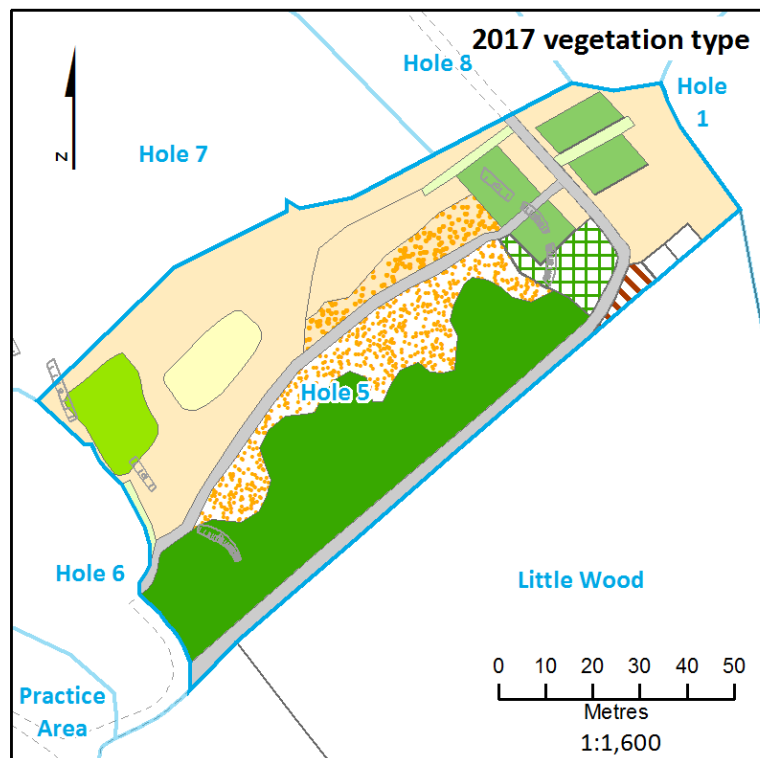 2017 vegetation type
Hole 8
Hole
1
Hole 7
N
Hole 5
Hole 6
Little Wood
Practice
Area
0 10 20 30 40 50
Metres
1:1,600